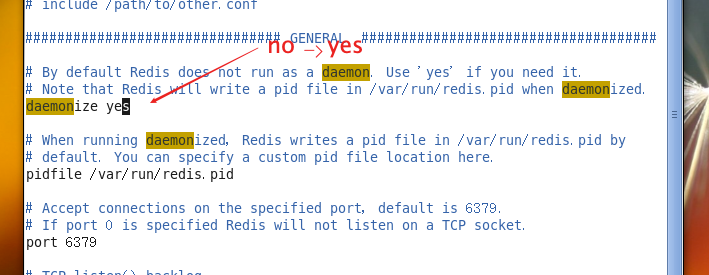 # include /path/to/other.conf
################################ GENERAL #####################################
no -> yes
# By default Redis does not run as a daemon. Use 'yes' if you need it.
# Note that Redis will write a pid file in /var/run/redis.pid when daemonized.
daemonize yes
# When running daemonized, Redis writes a pid file in /var/run/redis.pid by
# default. You can specify a custom pid file location here.
pidfile /var/run/redis.pid
# Accept connections on the specified port, default is 6379.
# If port 0 is specified Redis will not listen on a TCP socket.
port 6379
# TCP listen() backlog